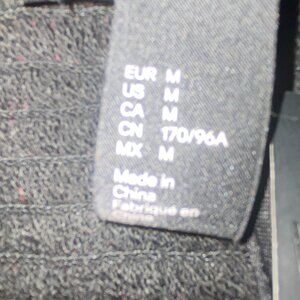 EUR M
US M
CA M
CN 170/96A
MX M
Made in
China
Fabriqué en